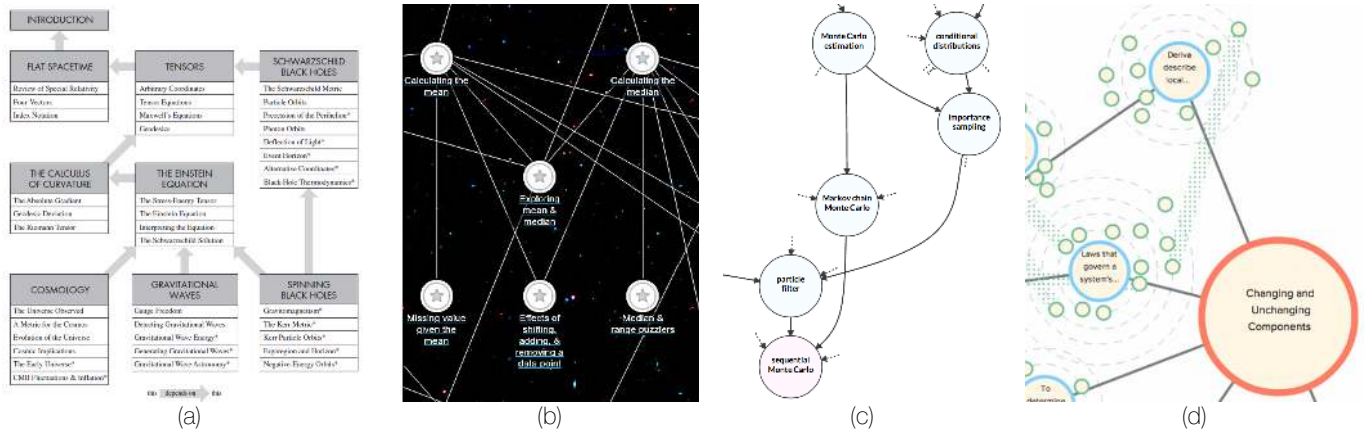 INTRODUCTION
FLAT SPACETIME
Review of Special Relativity
Four Vectors
Index Notation
TENSORS
Arbitrary Coordinates
Tensor Equations
Maxwell's Equations
Geodesics
SCHWARZSCHILD
BLACK HOLES
The Schwarzschild Metric
Particle Orbits
Precession of the Perihelion*
Photon Orbits
Deflection of Light*
Event Horizon*
Alternative Coordinates*
Black Hole Thermodynamics*
THE CALCULUS
OF CURVATURE
The Absolute Gradient
Geodesic Deviation
The Riemann Tensor
THE EINSTEIN
EQUATION
The Stress-Energy Tensor
The Einstein Equation
Interpreting the Equation
The Schwarzschild Solution
COSMOLOGY
The Universe Observed
A Metric for the Cosmos
Evolution of the Universe
Cosmic Implications
The Early Universe*
CMB Fluctuations & Inflation*
GRAVITATIONAL
WAVES
Gauge Freedom
Detecting Gravitational Waves
Gravitational Wave Energy*
Generating Gravitational Waves*
Gravitational Wave Astronomy*
SPINNING
BLACK HOLES
Gravitomagnetism*
The Kerr Metric*
Kerr Particle Orbits*
Ergoregion and Horizon*
Negative-Energy Orbits*
this depends on this
(a)
Calculating the
mean
Calculating the
median
Exploring
mean &
median
Missing value
given the
mean
Effects of
shifting,
adding, &
removing a
data point
Median &
range puzzlers
(b)
Monte Carlo
estimation
conditional
distributions
importance
sampling
Markov chain
Monte Carlo
particle
filter
sequential
Monte Carlo
(c)
Deriva
describe
local...
Laws that
govern a
system's...
Changing and
Unchanging
Components
To
determine
(d)